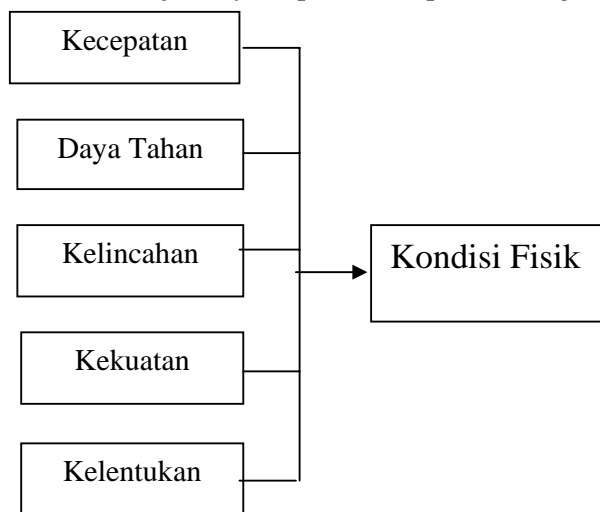 Kecepatan
Daya Tahan
Kelincahan
Kondisi Fisik
Kekuatan
Kelentukan